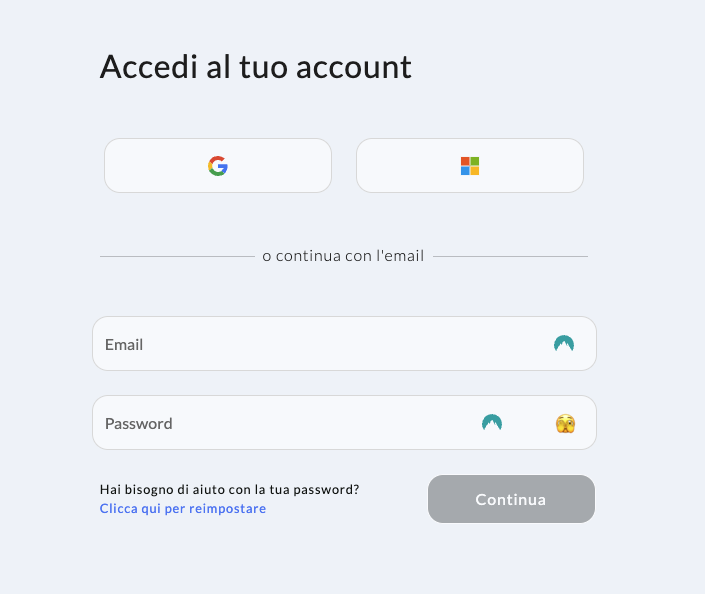 Accedi al tuo account
o continua con l'email
Email
Password
Hai bisogno di aiuto con la tua password?
Clicca qui per reimpostare
Continua